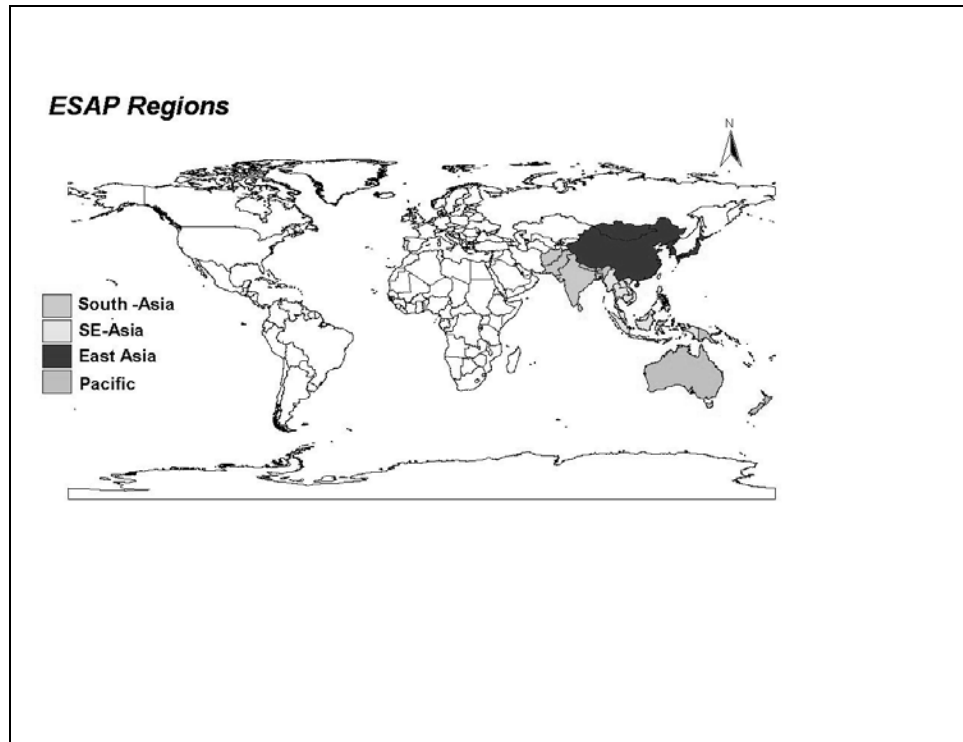 ESAP Regions
N
South -Asia
SE-Asia
East Asia
Pacific